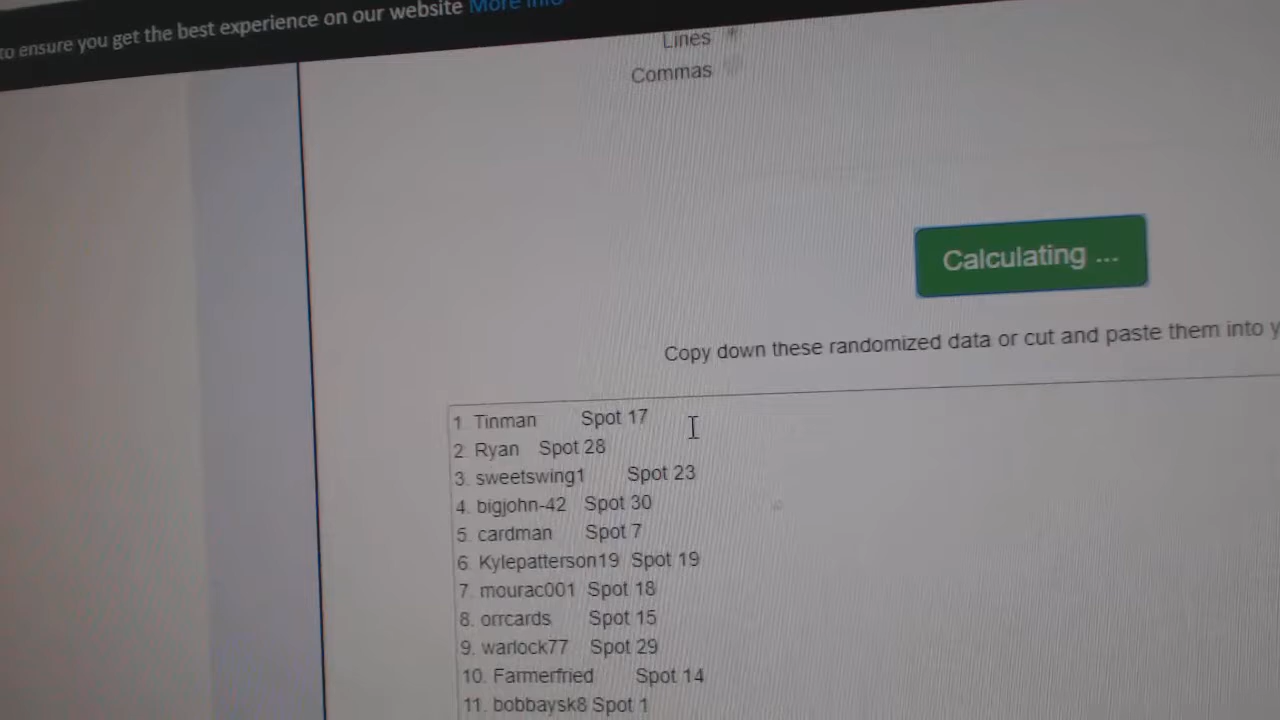 to ensure you get the best experience on our website More info
Lines
Commas
Calculating ...
Copy down these randomized data or cut and paste them into
1. Tinman Spot 17
2. Ryan Spot 28
3. sweetswing1 Spot 23
4. bigjohn-42 Spot 30
5. cardman Spot 7
6. Kylepatterson19 Spot 19
7. mourac001 Spot 18
8. orrcards Spot 15
9. warlock77 Spot 29
10. Farmerfried Spot 14
11. bobbaysk8 Spot 1